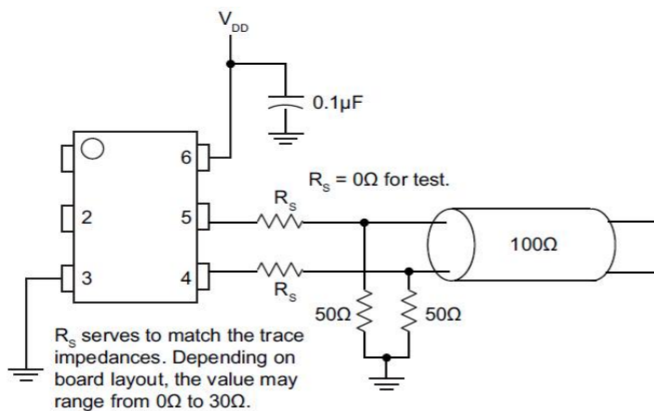 V_DD
0.1µF
6
R_S = 0Ω for test.
R_S
2
5
100Ω
3
4
R_S
50Ω
50Ω
R_S serves to match the trace
impedances. Depending on
board layout, the value may
range from 0Ω to 30Ω.